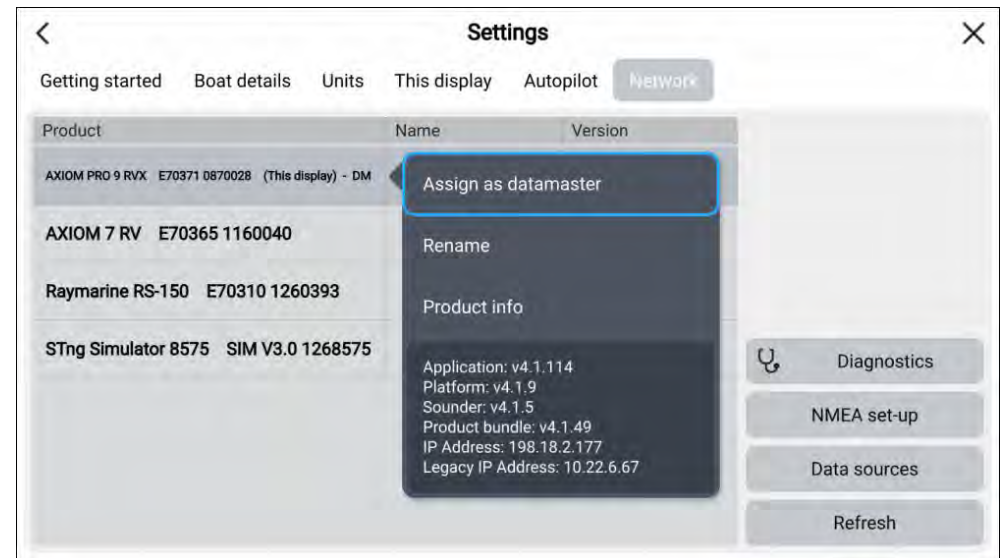 Settings
Getting started Boat details Units This display Autopilot Network
Product Name Version
AXIOM PRO 9 RVX E70371 0870028 (This display) - DM
Assign as datamaster
AXIOM 7 RV E70365 1160040
Rename
Raymarine RS-150 E70310 1260393
Product info
STng Simulator 8575 SIM V3.0 1268575
Application: v4.1.114
Platform: v4.1.9
Sounder: v4.1.5
Product bundle: v4.1.49
IP Address: 198.18.2.177
Legacy IP Address: 10.22.6.67
Diagnostics
NMEA set-up
Data sources
Refresh